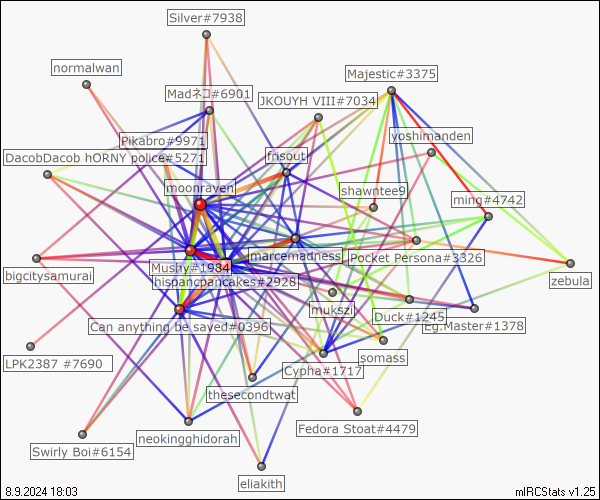 Silver#7938
normalwan
Majestic#3375
Madネコ#6901
JKOUYH VIII#7034
yoshimanden
Pikabro#9971
DacobDacob hORNY police#5271
frisout
moonraven
shawntee9
ming#4742
marcemadness
Pocket Persona#3326
Mushy#1984
bigcitysamurai
hispancpancakes#2928
zebula
mukszi
Duck#1245
Can anything be saved#0396
Eg.Master#1378
somass
LPK2387 #7690
Cypha#1717
thesecondtwat
Fedora Stoat#4479
neokingghidorah
Swirly Boi#6154
eliakith
8.9.2024 18:03
mIRCStats v1.25